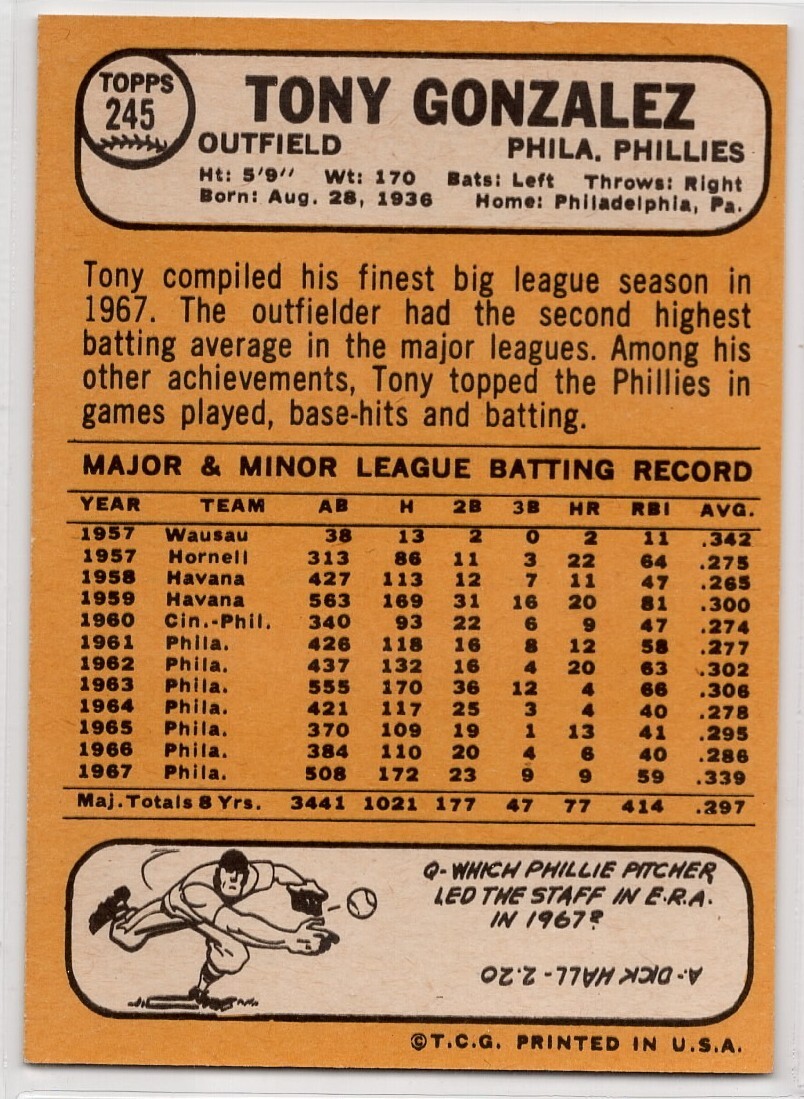 TOPPS
245
TONY GONZALEZ
OUTFIELD PHILA. PHILLIES
Ht: 5'9" Wt: 170 Bats: Left Throws: Right
Born: Aug. 28, 1936 Home: Philadelphia, Pa.
Tony compiled his finest big league season in
1967. The outfielder had the second highest
batting average in the major leagues. Among his
other achievements, Tony topped the Phillies in
games played, base-hits and batting.
MAJOR & MINOR LEAGUE BATTING RECORD
YEAR TEAM AB H 2B 3B HR RBI AVG.
1957 Wausau 38 13 2 0 2 11 .342
1957 Hornell 313 86 11 3 22 64 .275
1958 Havana 427 113 12 7 11 47 .265
1959 Havana 563 169 31 16 20 81 .300
1960 Cin.-Phil. 340 93 22 6 9 47 .274
1961 Phila. 426 118 16 8 12 58 .277
1962 Phila. 437 132 16 4 20 63 .302
1963 Phila. 555 170 36 12 4 66 .306
1964 Phila. 421 117 25 3 4 40 .278
1965 Phila. 370 109 19 1 13 41 .295
1966 Phila. 384 110 20 4 6 40 .286
1967 Phila. 508 172 23 9 9 59 .339
Maj. Totals 8 Yrs. 3441 1021 177 47 77 414 .297
Q-WHICH PHILLIE PITCHER
LED THE STAFF IN E.R.A.
IN 1967?
A-DICK HALL-2.20
©T.C.G. PRINTED IN U.S.A.